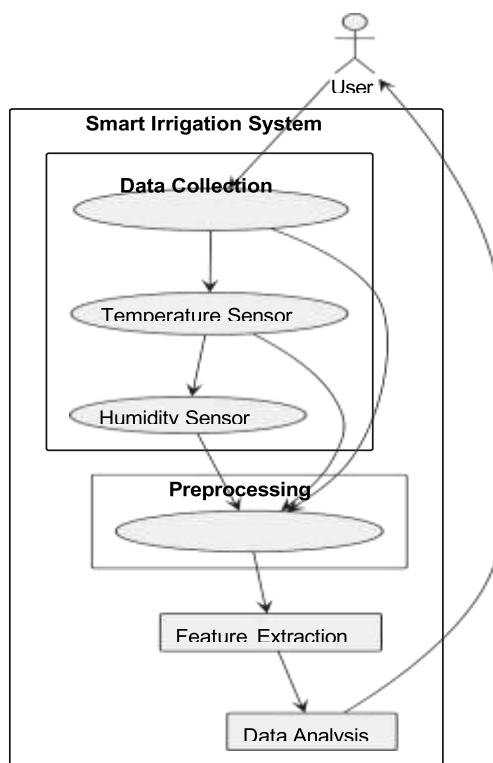 User
Smart Irrigation System
Data Collection
Temperature Sensor
Humidity Sensor
Preprocessing
Feature Extraction
Data Analysis